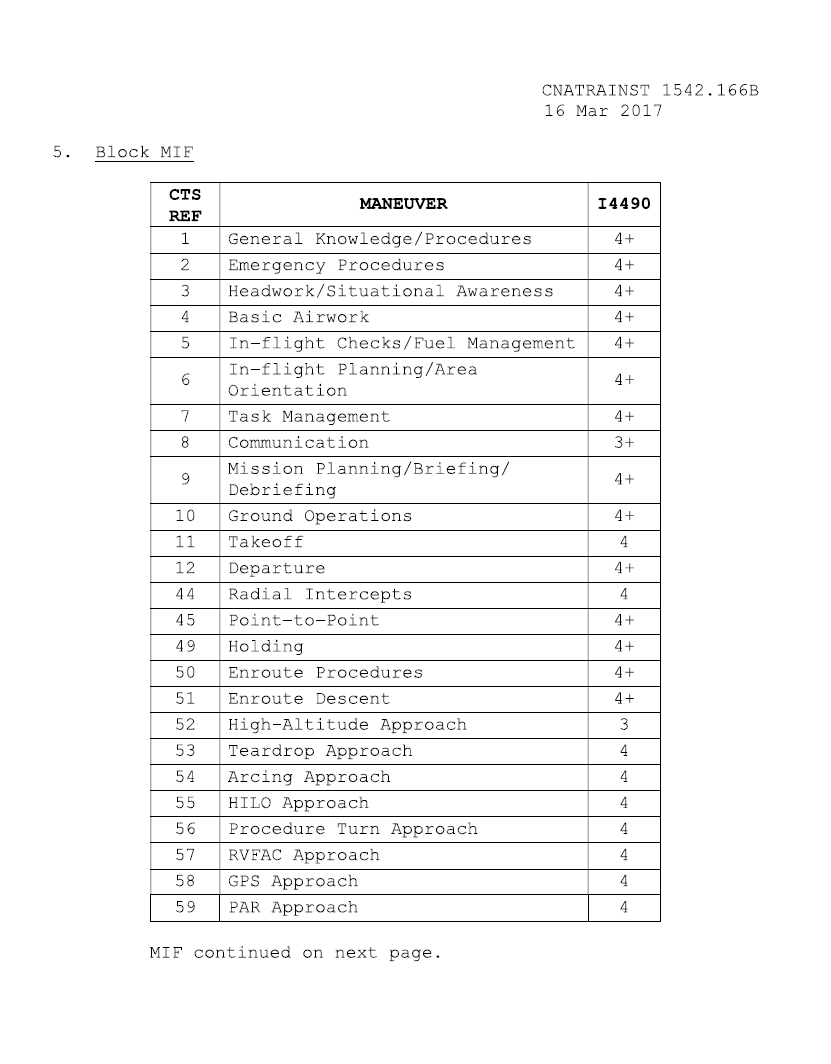 CNATRAINST 1542.166B
16 Mar 2017
5. Block MIF
CTS REF MANEUVER I4490
1 General Knowledge/Procedures 4+
2 Emergency Procedures 4+
3 Headwork/Situational Awareness 4+
4 Basic Airwork 4+
5 In-flight Checks/Fuel Management 4+
6 In-flight Planning/Area
Orientation 4+
7 Task Management 4+
8 Communication 3+
9 Mission Planning/Briefing/
Debriefing 4+
10 Ground Operations 4+
11 Takeoff 4
12 Departure 4+
44 Radial Intercepts 4
45 Point-to-Point 4+
49 Holding 4+
50 Enroute Procedures 4+
51 Enroute Descent 4+
52 High-Altitude Approach 3
53 Teardrop Approach 4
54 Arcing Approach 4
55 HILO Approach 4
56 Procedure Turn Approach 4
57 RVFAC Approach 4
58 GPS Approach 4
59 PAR Approach 4
MIF continued on next page.